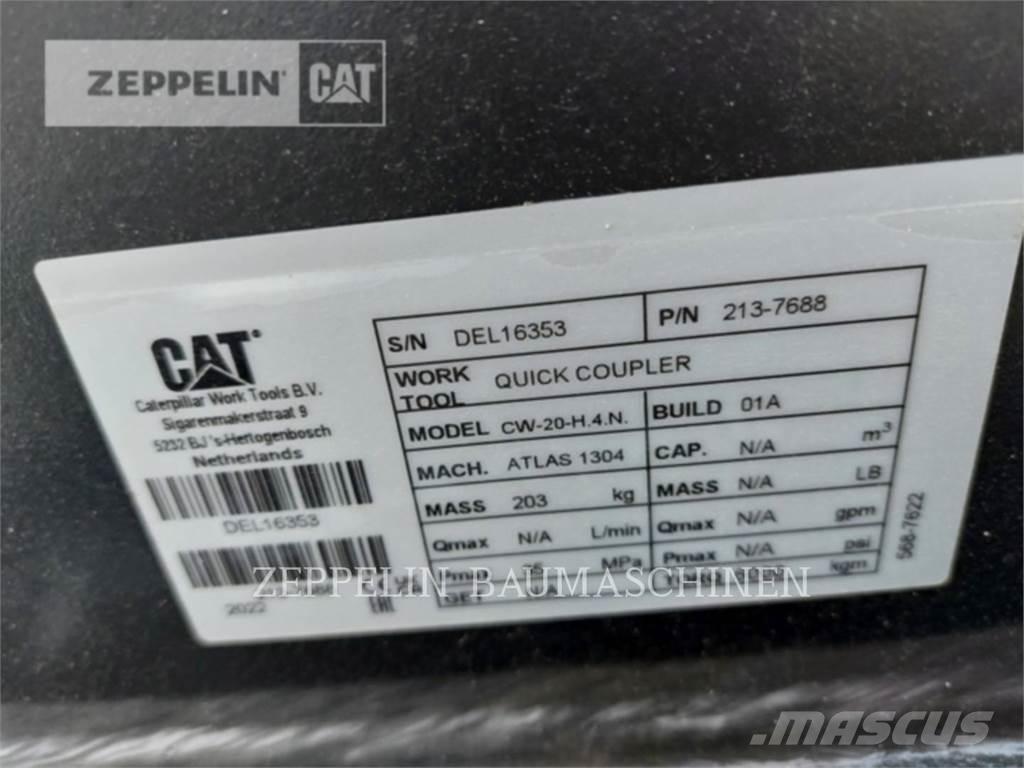 ZEPPELIN CAT
CAT
Caterpillar Work Tools B.V.
Sigarenmakerstraat 9
5232 BJ 's-Hertogenbosch
Netherlands
DEL16353
2022
S/N DEL16353 P/N 213-7688
WORK TOOL QUICK COUPLER
MODEL CW-20-H.4.N. BUILD 01A
MACH. ATLAS 1304 CAP. N/A m³
MASS 203 kg MASS N/A LB
Qmax N/A L/min Qmax N/A gpm
Pmax 35 MPa Pmax N/A psi
kgm
568-7622
ZEPPELIN BAUMASCHINEN
MASCUS